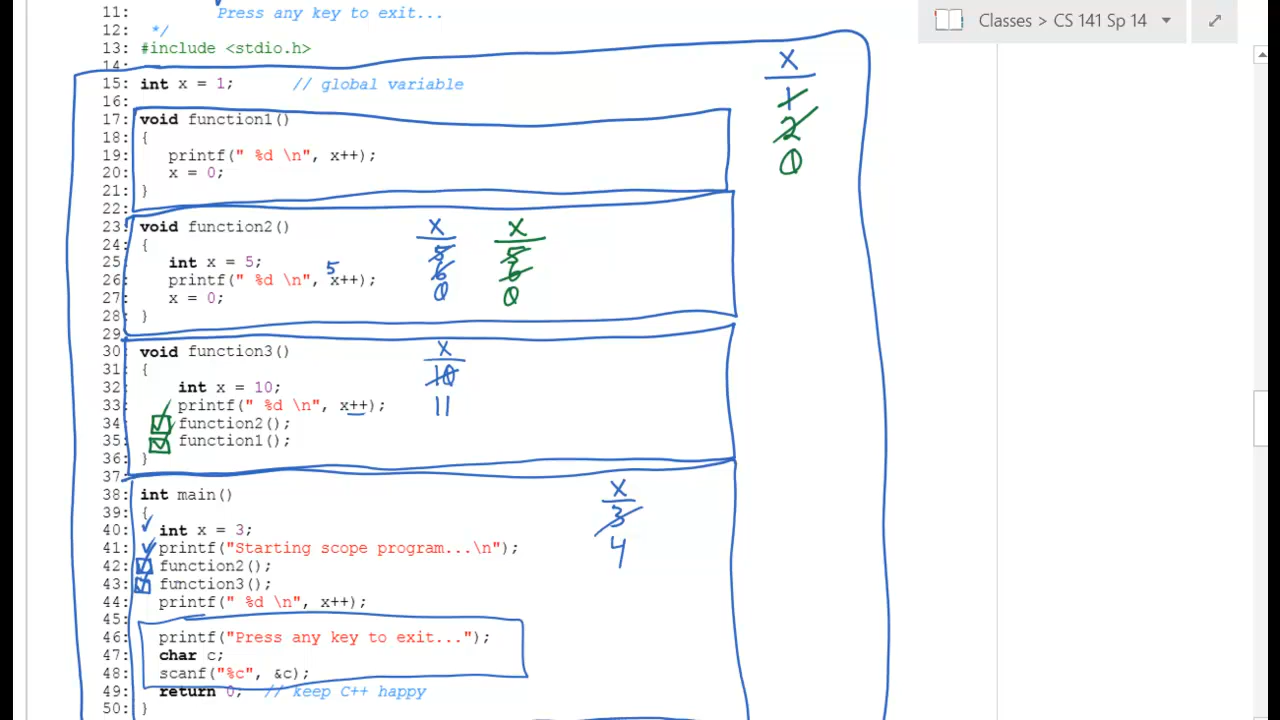 Classes > CS 141 Sp 14
11: Press any key to exit...
12: */
13: #include <stdio.h>
14:
15: int x = 1; // global variable
16:
17: void function1()
18: {
19: printf(" %d \n", x++);
20: x = 0;
21: }
22:
23: void function2()
24: {
25: int x = 5;
26: printf(" %d \n", x++);
27: x = 0;
28: }
29:
30: void function3()
31: {
32: int x = 10;
33: printf(" %d \n", x++);
34: function2();
35: function1();
36: }
37:
38: int main()
39: {
40: int x = 3;
41: printf("Starting scope program...\n");
42: function2();
43: function3();
44: printf(" %d \n", x++);
45:
46: printf("Press any key to exit...");
47: char c;
48: scanf("%c", &c);
49: return 0; // keep C++ happy
50: }
X
1
2
0
X
5
6
0
X
5
6
0
5
X
10
11
X
3
4